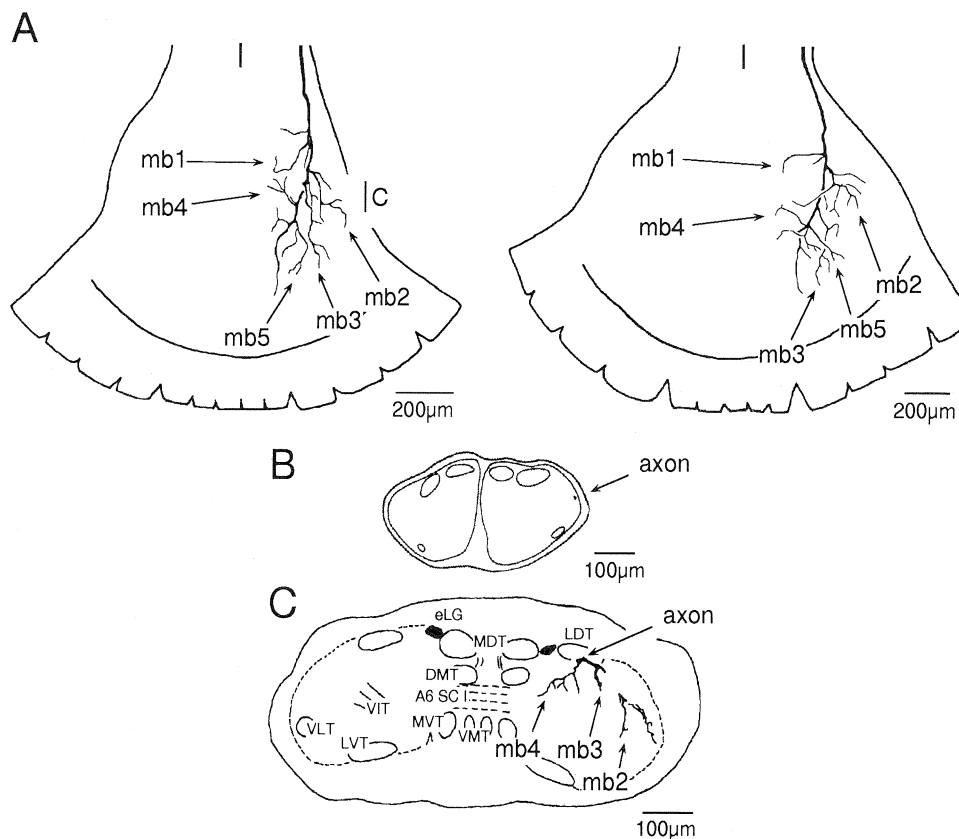 A
mb1
mb4
C
mb2
mb3
mb5
200µm
mb1
mb4
mb2
mb5
mb3
200µm
B
axon
100µm
C
axon
eLG
MDT
LDT
DMT
A6 SC I
VIT
MVT
VLT
LVT
VMT
mb4
mb3
mb2
100µm